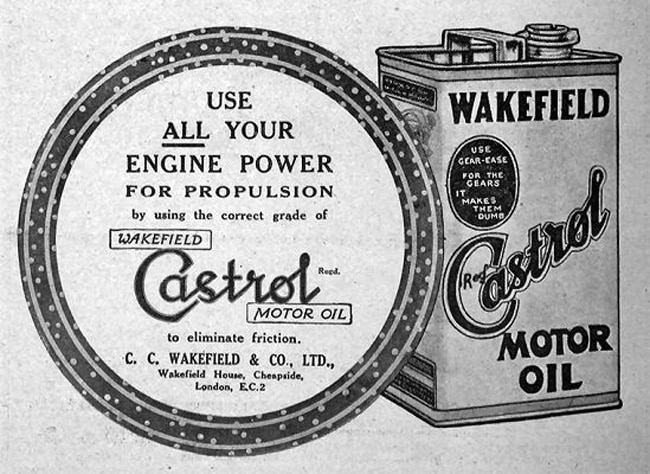 USE
ALL YOUR
ENGINE POWER
FOR PROPULSION
by using the correct grade of
WAKEFIELD
Castrol Regd.
MOTOR OIL
to eliminate friction.
C. C. WAKEFIELD & CO., LTD.,
Wakefield House, Cheapside,
London, E.C.2
WAKEFIELD
USE
GEAR-EASE
FOR THE
GEARS
IT
MAKES
THEM
DUMB
Regd
Castrol
MOTOR
OIL